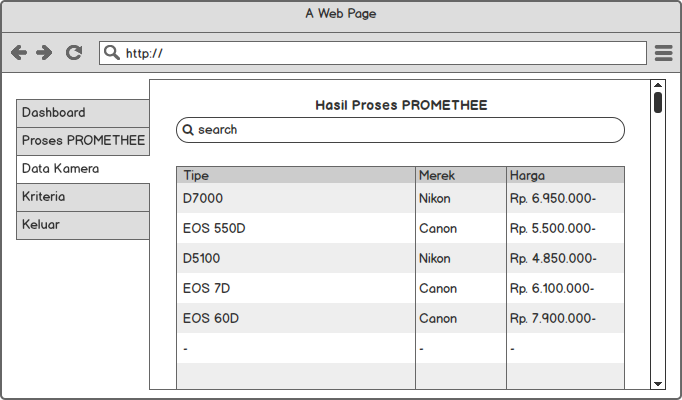 A Web Page
http://
Dashboard
Proses PROMETHEE
Data Kamera
Kriteria
Keluar
Hasil Proses PROMETHEE
search
Tipe Merek Harga
D7000 Nikon Rp. 6.950.000-
EOS 550D Canon Rp. 5.500.000-
D5100 Nikon Rp. 4.850.000-
EOS 7D Canon Rp. 6.100.000-
EOS 60D Canon Rp. 7.900.000-
- - -